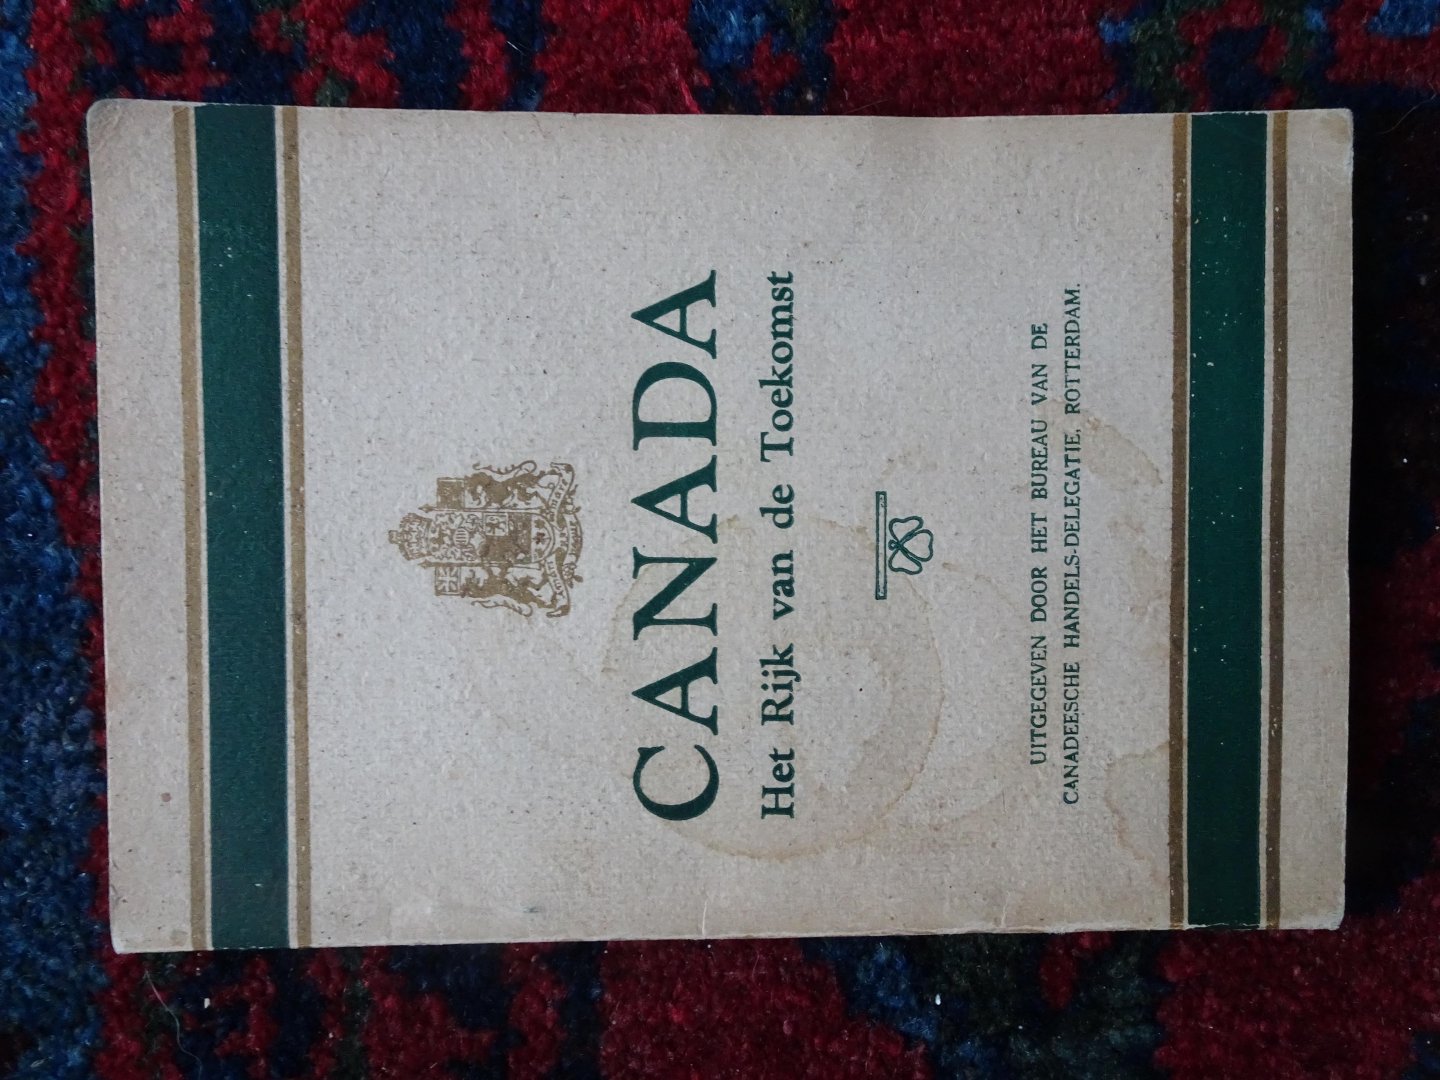 CANADA
Het Rijk van de Toekomst
UITGEGEVEN DOOR HET BUREAU VAN DE
CANADEESCHE HANDELS-DELEGATIE, ROTTERDAM.